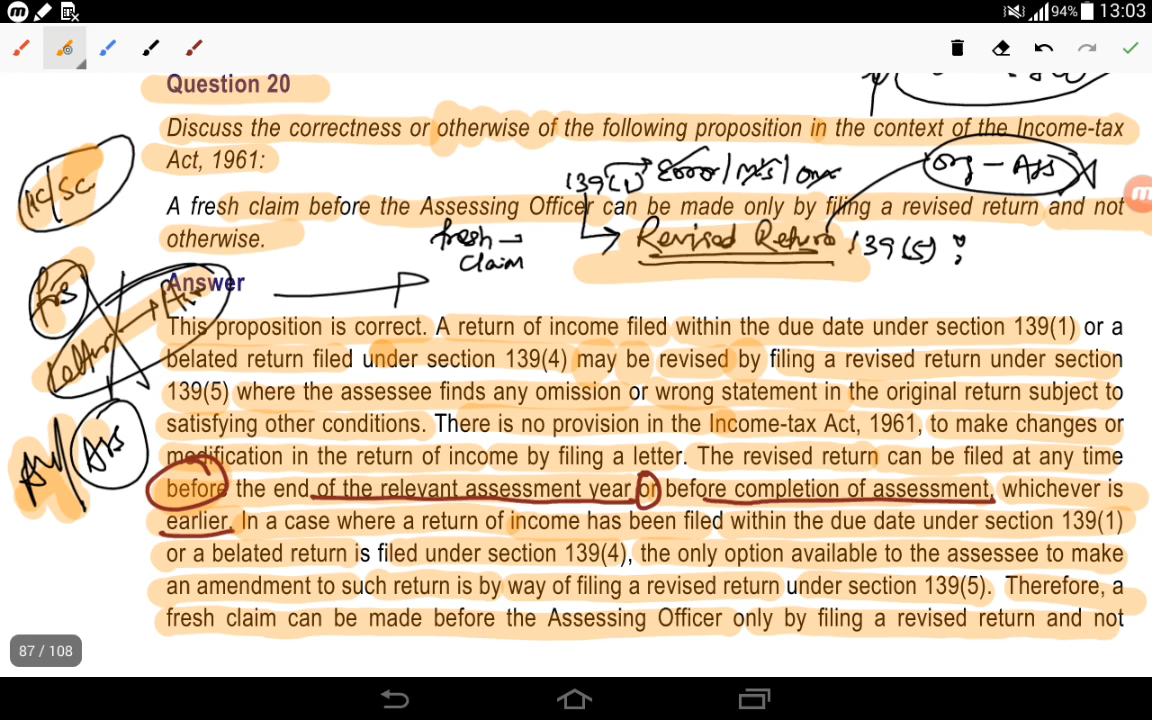 94% 13:03
Question 20
Discuss the correctness or otherwise of the following proposition in the context of the Income-tax
Act, 1961:
HC/SC
139(1) Error/Mis/Omi
Org - Ass
A fresh claim before the Assessing Officer can be made only by filing a revised return and not
otherwise.
fresh claim
Revised Return 139(5)
Answer
This proposition is correct. A return of income filed within the due date under section 139(1) or a
belated return filed under section 139(4) may be revised by filing a revised return under section
139(5) where the assessee finds any omission or wrong statement in the original return subject to
satisfying other conditions. There is no provision in the Income-tax Act, 1961, to make changes or
modification in the return of income by filing a letter. The revised return can be filed at any time
before the end of the relevant assessment year or before completion of assessment, whichever is
earlier. In a case where a return of income has been filed within the due date under section 139(1)
or a belated return is filed under section 139(4), the only option available to the assessee to make
an amendment to such return is by way of filing a revised return under section 139(5). Therefore, a
fresh claim can be made before the Assessing Officer only by filing a revised return and not
87 / 108